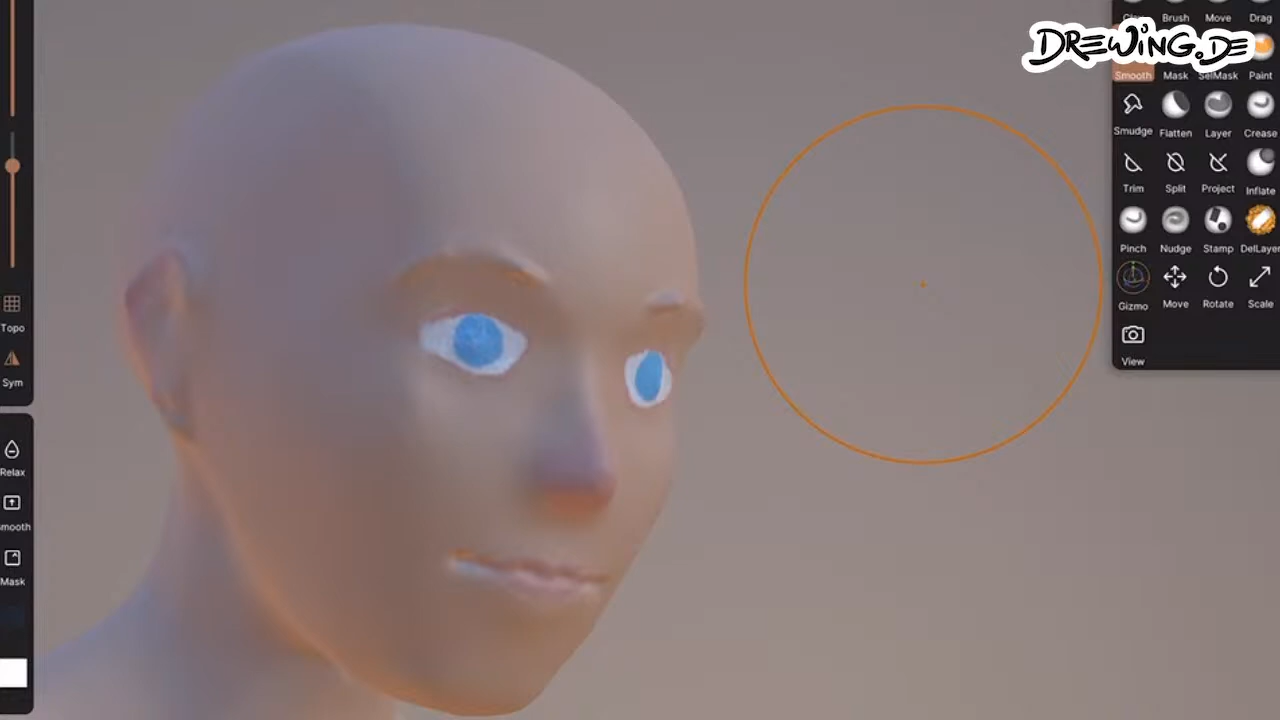 Clay Brush Move Drag
DREWING.DE
Smooth Mask SelMask Paint
Smudge Flatten Layer Crease
Trim Split Project Inflate
Pinch Nudge Stamp DelLayer
Gizmo Move Rotate Scale
View
Topo
Sym
Relax
mooth
Mask